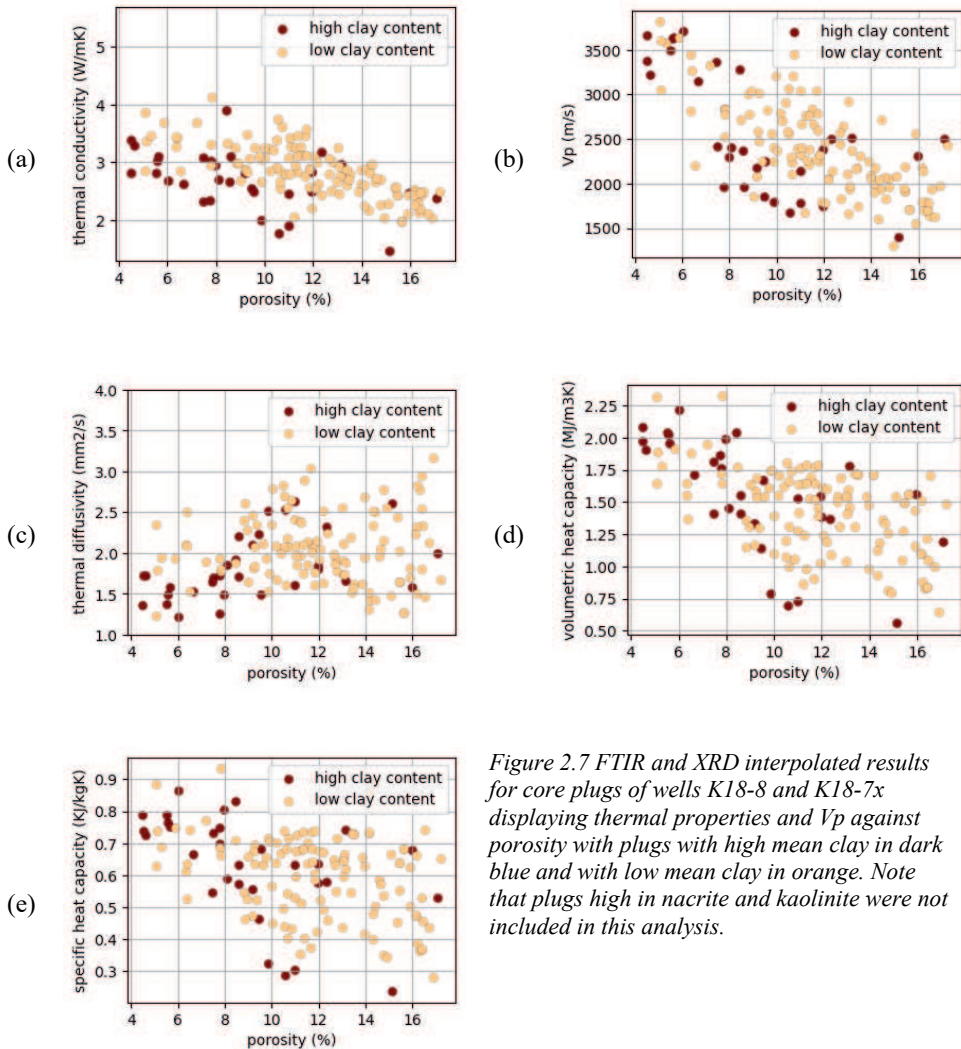 (a)
thermal conductivity (W/mK)
5
4
3
2
high clay content
low clay content
4 6 8 10 12 14 16
porosity (%)
(b)
Vp (m/s)
3500
3000
2500
2000
1500
high clay content
low clay content
4 6 8 10 12 14 16
porosity (%)
(c)
thermal diffusivity (mm2/s)
4.0
3.5
3.0
2.5
2.0
1.5
1.0
high clay content
low clay content
4 6 8 10 12 14 16
porosity (%)
(d)
volumetric heat capacity (MJ/m3K)
2.25
2.00
1.75
1.50
1.25
1.00
0.75
0.50
high clay content
low clay content
4 6 8 10 12 14 16
porosity (%)
(e)
specific heat capacity (KJ/kgK)
0.9
0.8
0.7
0.6
0.5
0.4
0.3
high clay content
low clay content
4 6 8 10 12 14 16
porosity (%)
Figure 2.7 FTIR and XRD interpolated results
for core plugs of wells K18-8 and K18-7x
displaying thermal properties and Vp against
porosity with plugs with high mean clay in dark
blue and with low mean clay in orange. Note
that plugs high in nacrite and kaolinite were not
included in this analysis.